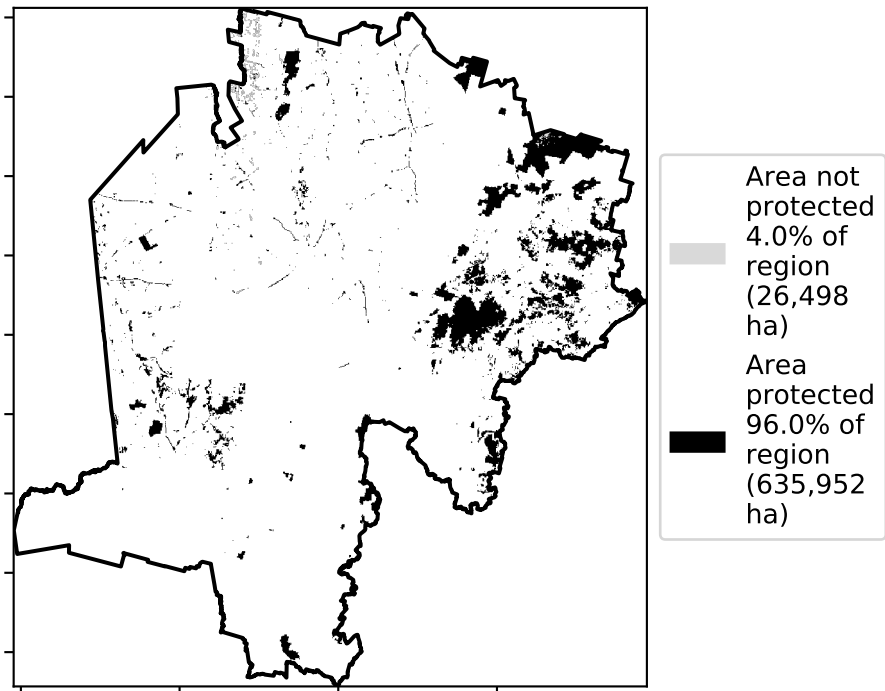 Area not
protected
4.0% of
region
(26,498
ha)
Area
protected
96.0% of
region
(635,952
ha)